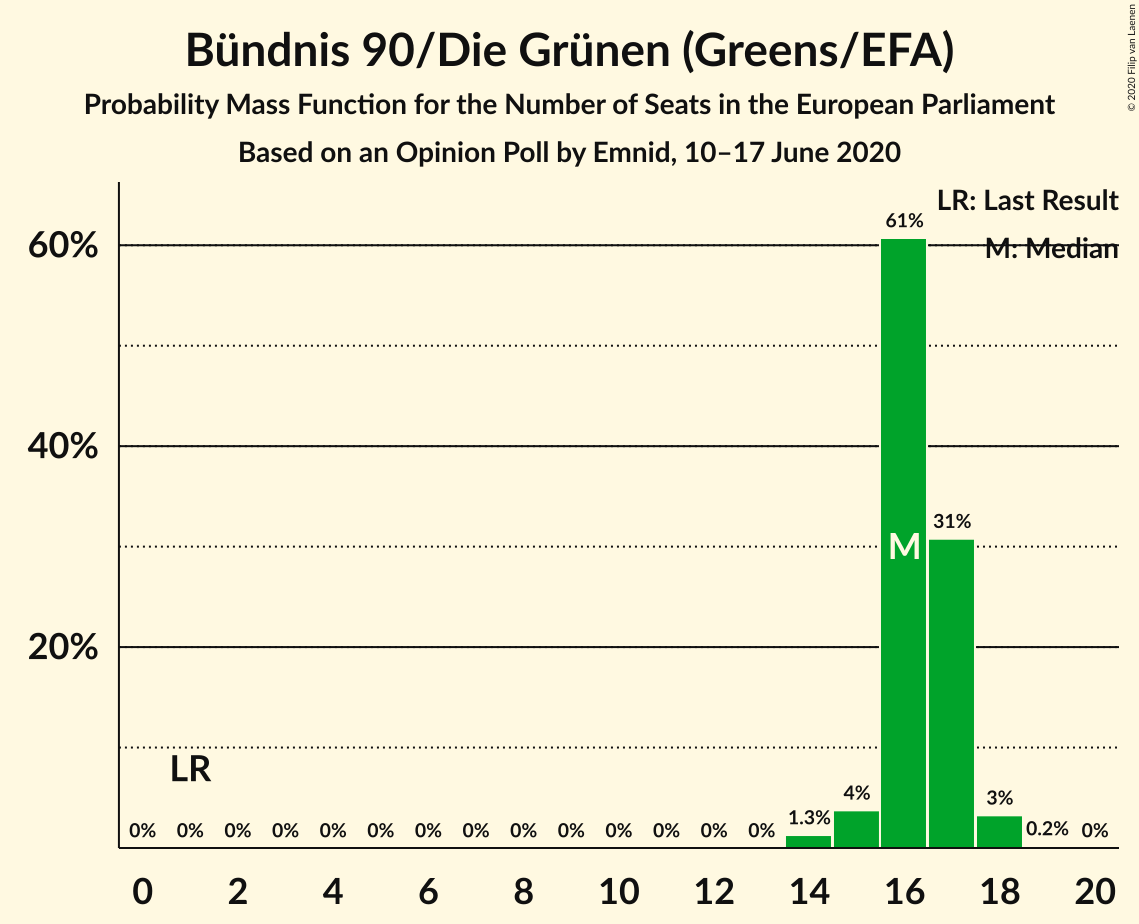 Bündnis 90/Die Grünen (Greens/EFA)
Probability Mass Function for the Number of Seats in the European Parliament
Based on an Opinion Poll by Emnid, 10–17 June 2020
© 2020 Filip van Laenen
LR: Last Result
M: Median
60%
40%
20%
61%
31%
M
LR
0% 0% 0% 0% 0% 0% 0% 0% 0% 0% 0% 0% 0% 0% 1.3% 4% 3% 0.2% 0%
0 2 4 6 8 10 12 14 16 18 20